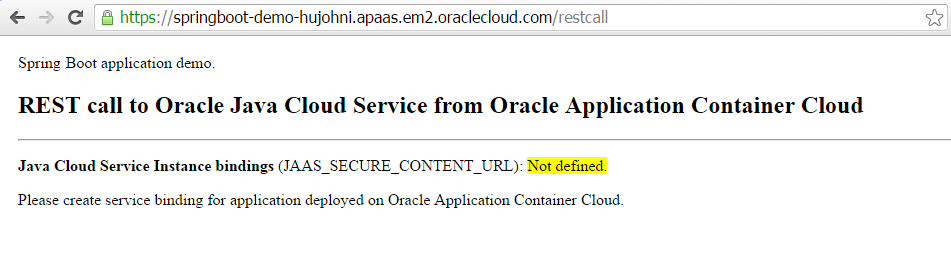 https://springboot-demo-hujohni.apaas.em2.oraclecloud.com/restcall
Spring Boot application demo.
REST call to Oracle Java Cloud Service from Oracle Application Container Cloud
Java Cloud Service Instance bindings (JAAS_SECURE_CONTENT_URL): Not defined.
Please create service binding for application deployed on Oracle Application Container Cloud.